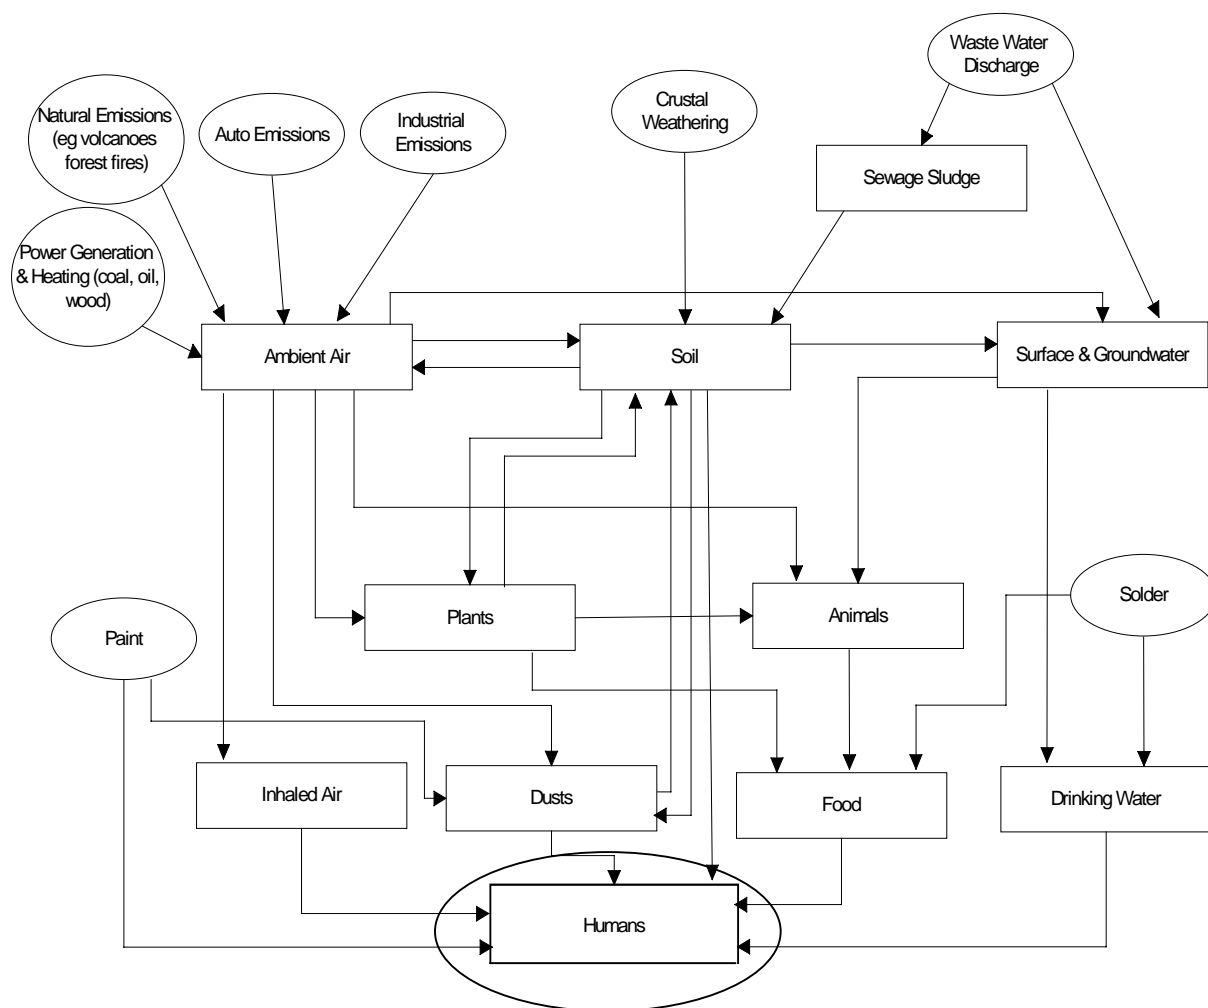 Waste Water
Discharge
Natural Emissions
(eg volcanoes
forest fires)
Auto Emissions
Industrial
Emissions
Crustal
Weathering
Sewage Sludge
Power Generation
& Heating (coal, oil,
wood)
Ambient Air
Soil
Surface & Groundwater
Plants
Animals
Solder
Paint
Inhaled Air
Dusts
Food
Drinking Water
Humans